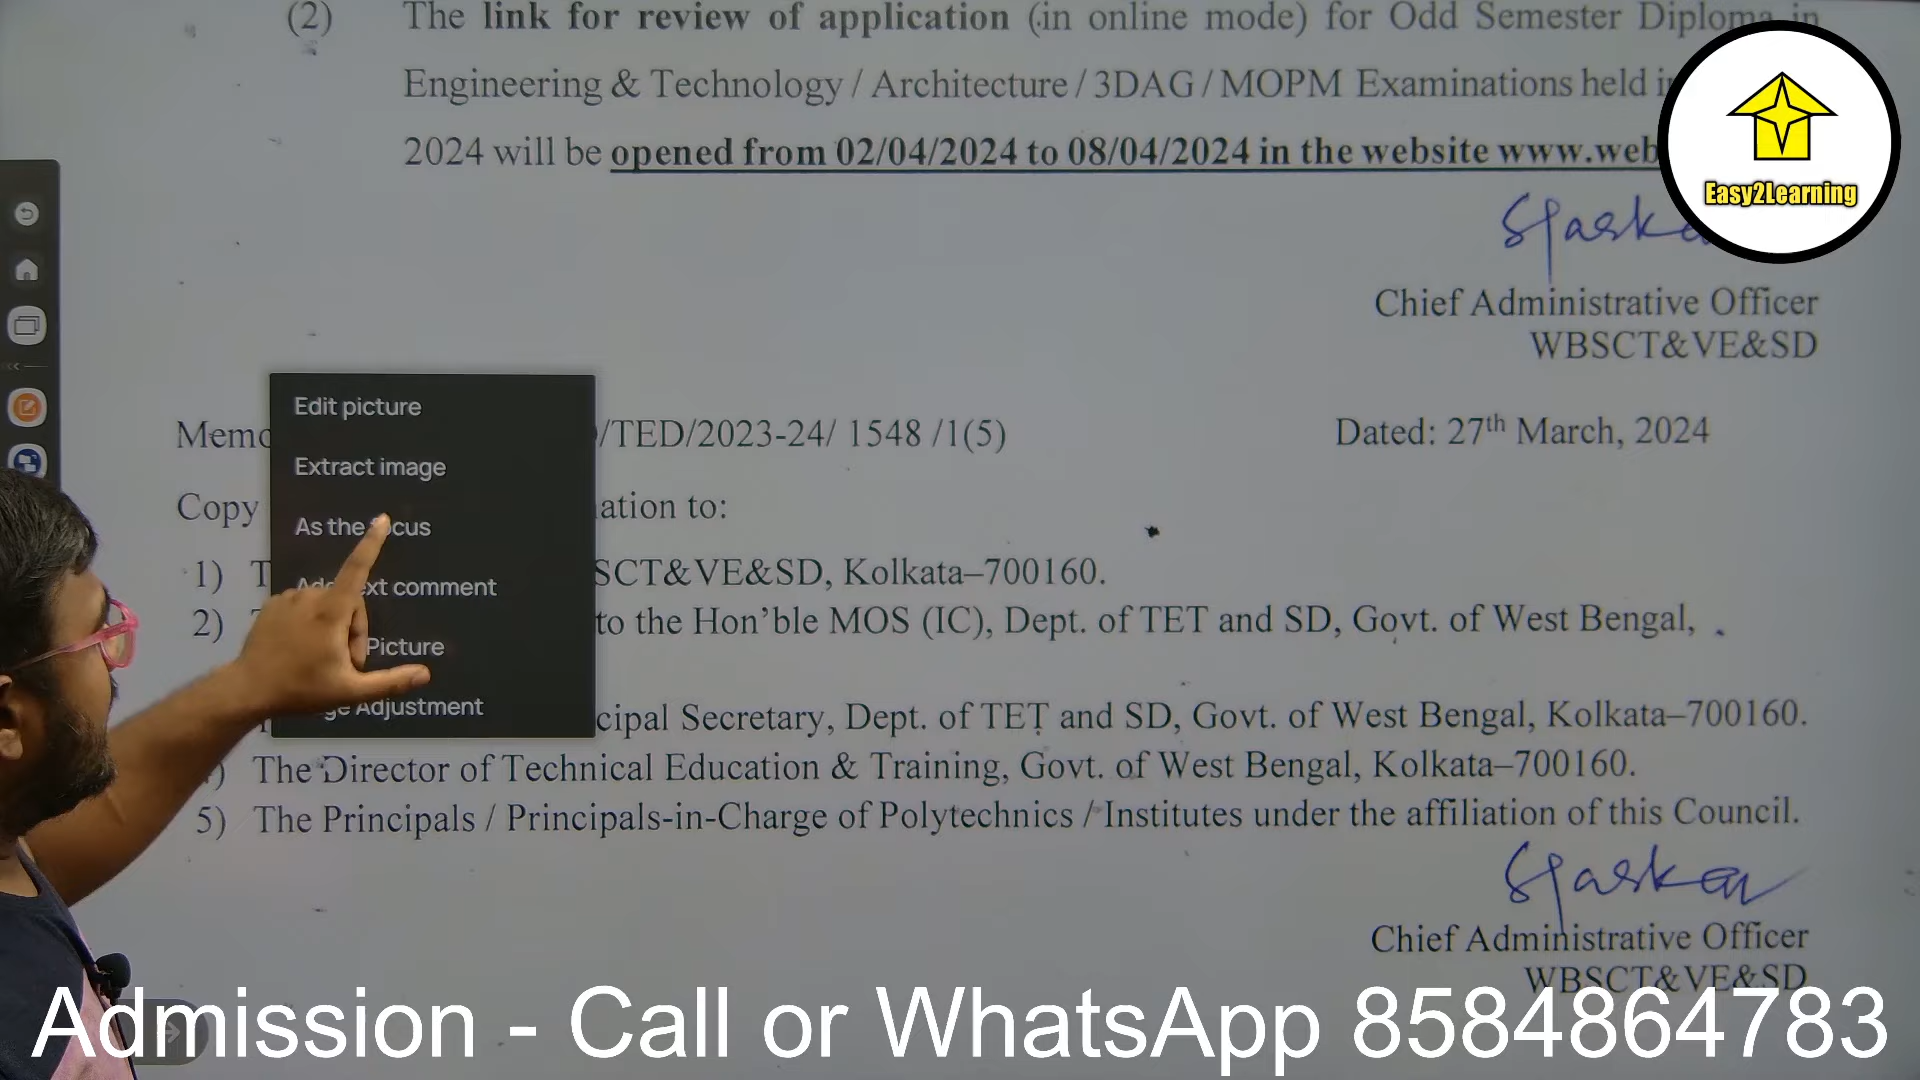 (2) The link for review of application (in online mode) for Odd Semester Diploma in
Engineering & Technology / Architecture / 3DAG / MOPM Examinations held
2024 will be opened from 02/04/2024 to 08/04/2024 in the website www.web
Easy2Learning
Chief Administrative Officer
WBSCT&VE&SD
Edit picture
Extract image
As the focus
text comment
Picture
Adjustment
Memo /TED/2023-24/ 1548 /1(5)
Dated: 27th March, 2024
Copy ation to:
1) SCT&VE&SD, Kolkata–700160.
2) to the Hon’ble MOS (IC), Dept. of TET and SD, Govt. of West Bengal,
cipal Secretary, Dept. of TET and SD, Govt. of West Bengal, Kolkata–700160.
) The Director of Technical Education & Training, Govt. of West Bengal, Kolkata–700160.
5) The Principals / Principals-in-Charge of Polytechnics / Institutes under the affiliation of this Council.
Chief Administrative Officer
WBSCT&VE&SD
Admission - Call or WhatsApp 8584864783